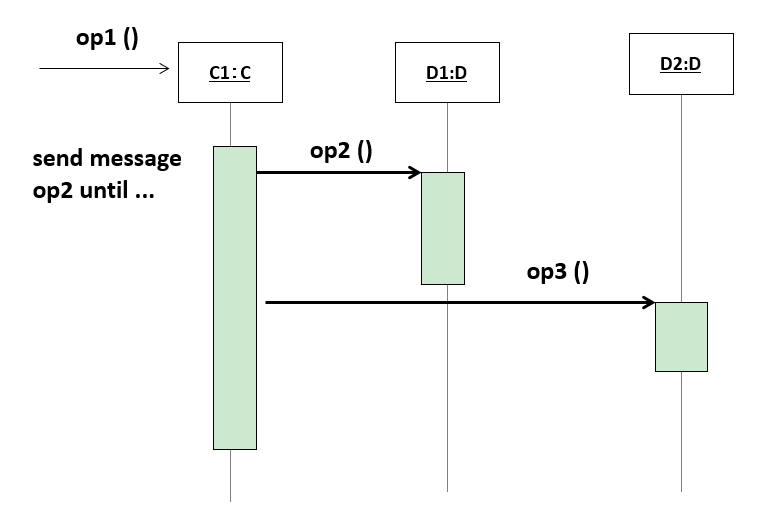 op1 ()
C1：C
D1:D
D2:D
send message
op2 until ...
op2 ()
op3 ()